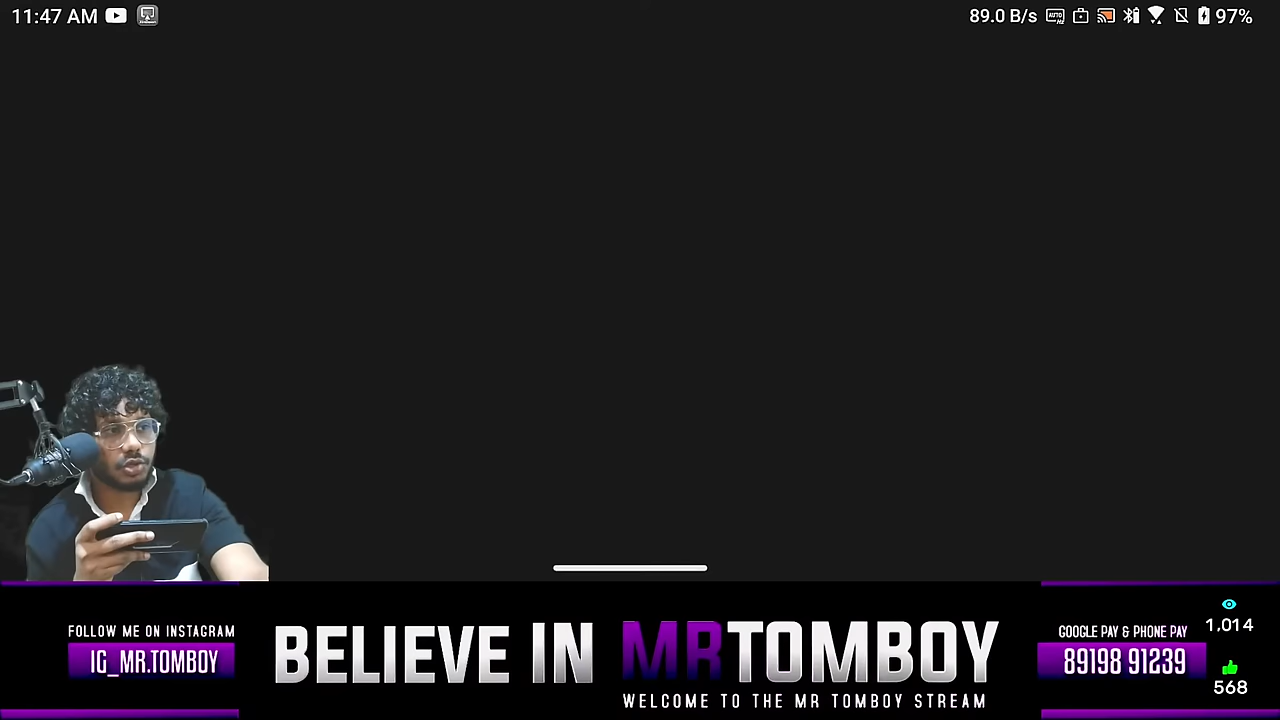 11:47 AM
89.0 B/s
97%
FOLLOW ME ON INSTAGRAM
IG_MR.TOMBOY
BELIEVE IN MRTOMBOY
WELCOME TO THE MR TOMBOY STREAM
GOOGLE PAY & PHONE PAY
89198 91239
1,014
568